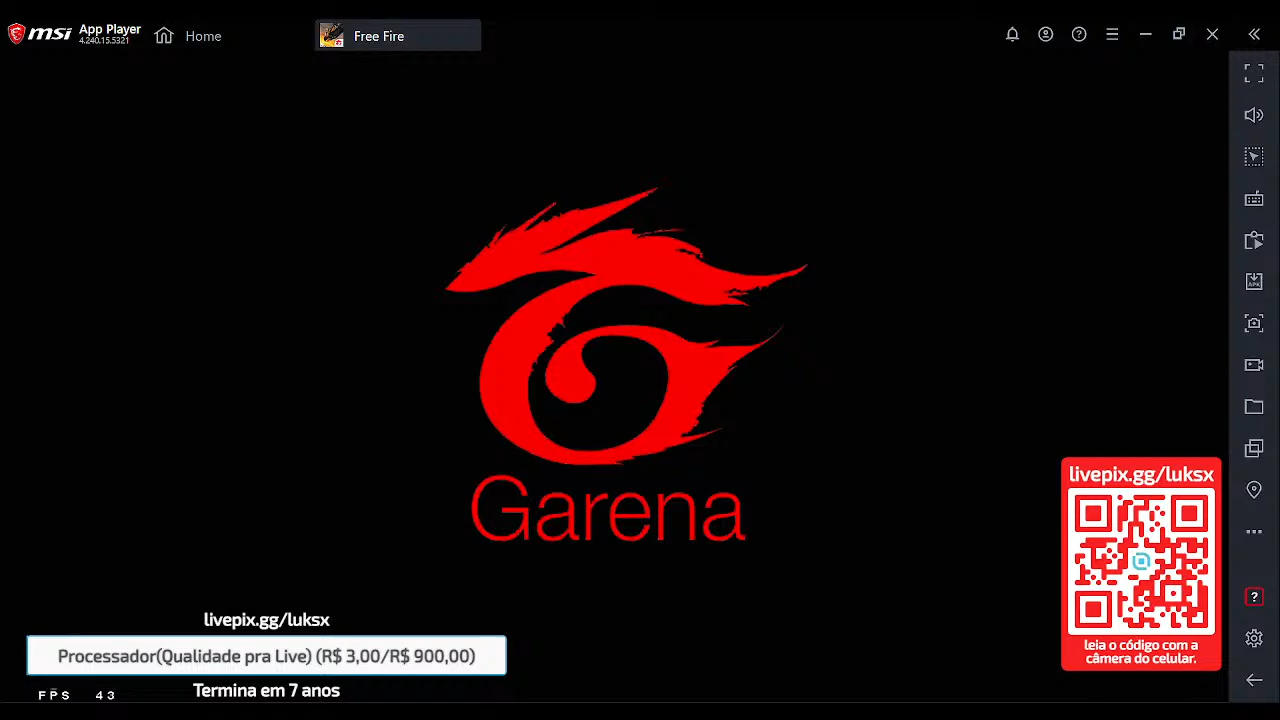 msi App Player
4.240.15.5321
Home
Free Fire
APK
Garena
livepix.gg/luksx
leia o código com a
câmera do celular.
livepix.gg/luksx
Processador(Qualidade pra Live) (R$ 3,00/R$ 900,00)
Termina em 7 anos
FPS 43